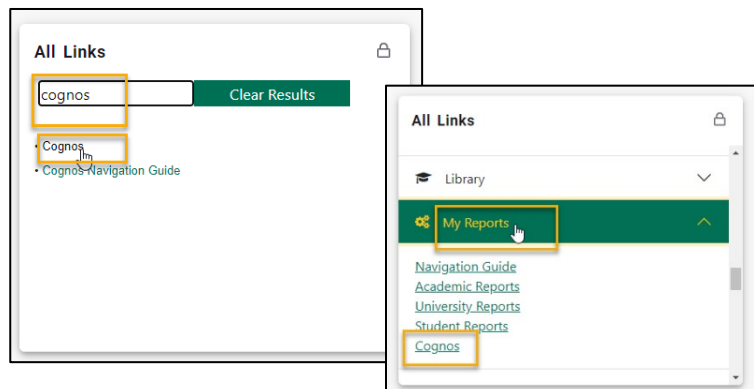 All Links
cognos
Clear Results
• Cognos
• Cognos Navigation Guide
All Links
Library
My Reports
Navigation Guide
Academic Reports
University Reports
Student Reports
Cognos